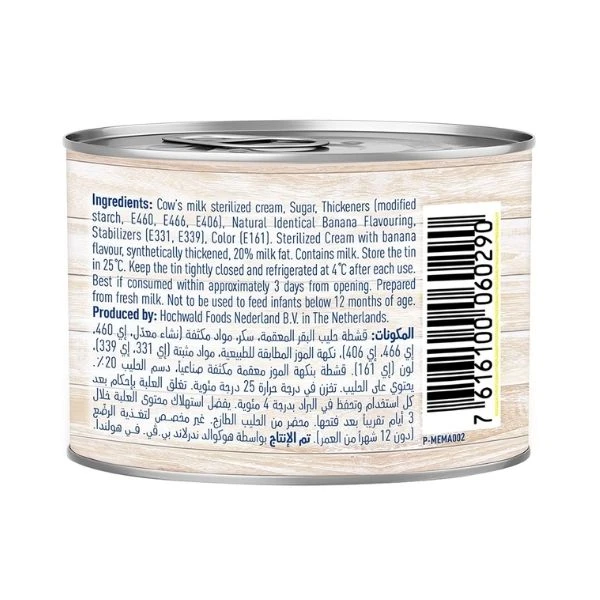 Ingredients: Cow's milk sterilized cream, Sugar, Thickeners (modified
starch, E460, E466, E406), Natural Identical Banana Flavouring,
Stabilizers (E331, E339), Color (E161). Sterilized Cream with banana
flavour, synthetically thickened, 20% milk fat. Contains milk. Store the tin
in 25°C. Keep the tin tightly closed and refrigerated at 4°C after each use.
Best if consumed within approximately 3 days from opening. Prepared
from fresh milk. Not to be used to feed infants below 12 months of age.
Produced by: Hochwald Foods Nederland B.V. in The Netherlands.
المكونات: قشطة حليب البقر المعقمة، سكر، مواد مكثفة (نشاء معدّل، إي 460،
إي 466، إي 406). نكهة الموز المطابقة للطبيعية، مواد مثبتة (إي 331، إي 339).
لون (إي 161). قشطة بنكهة الموز معقمة مكثفة صناعياً، دسم الحليب 20٪.
يحتوي على الحليب. تخزن في درجة حرارة 25 درجة مئوية. تغلق العلبة بإحكام بعد
كل استخدام وتحفظ في الراد بدرجة 4 مئوية. يفضل استهلاك محتوى العلبة خلال
3 أيام تقريباً بعد فتحها. محضر من الحليب الطازج. غير مخصص لتغذية الرضّع
(دون 12 شهراً من العمر). تم الإنتاج بواسطة هوكوالد ندرلاند بي. في. في هولندا.
7 616100 060290
P-MEMA002